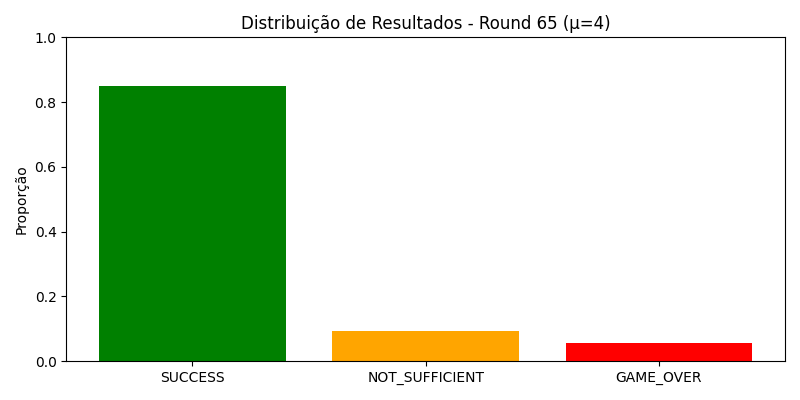 Distribuição de Resultados - Round 65 (μ=4)
Proporção
1.0
0.8
0.6
0.4
0.2
0.0
SUCCESS
NOT_SUFFICIENT
GAME_OVER